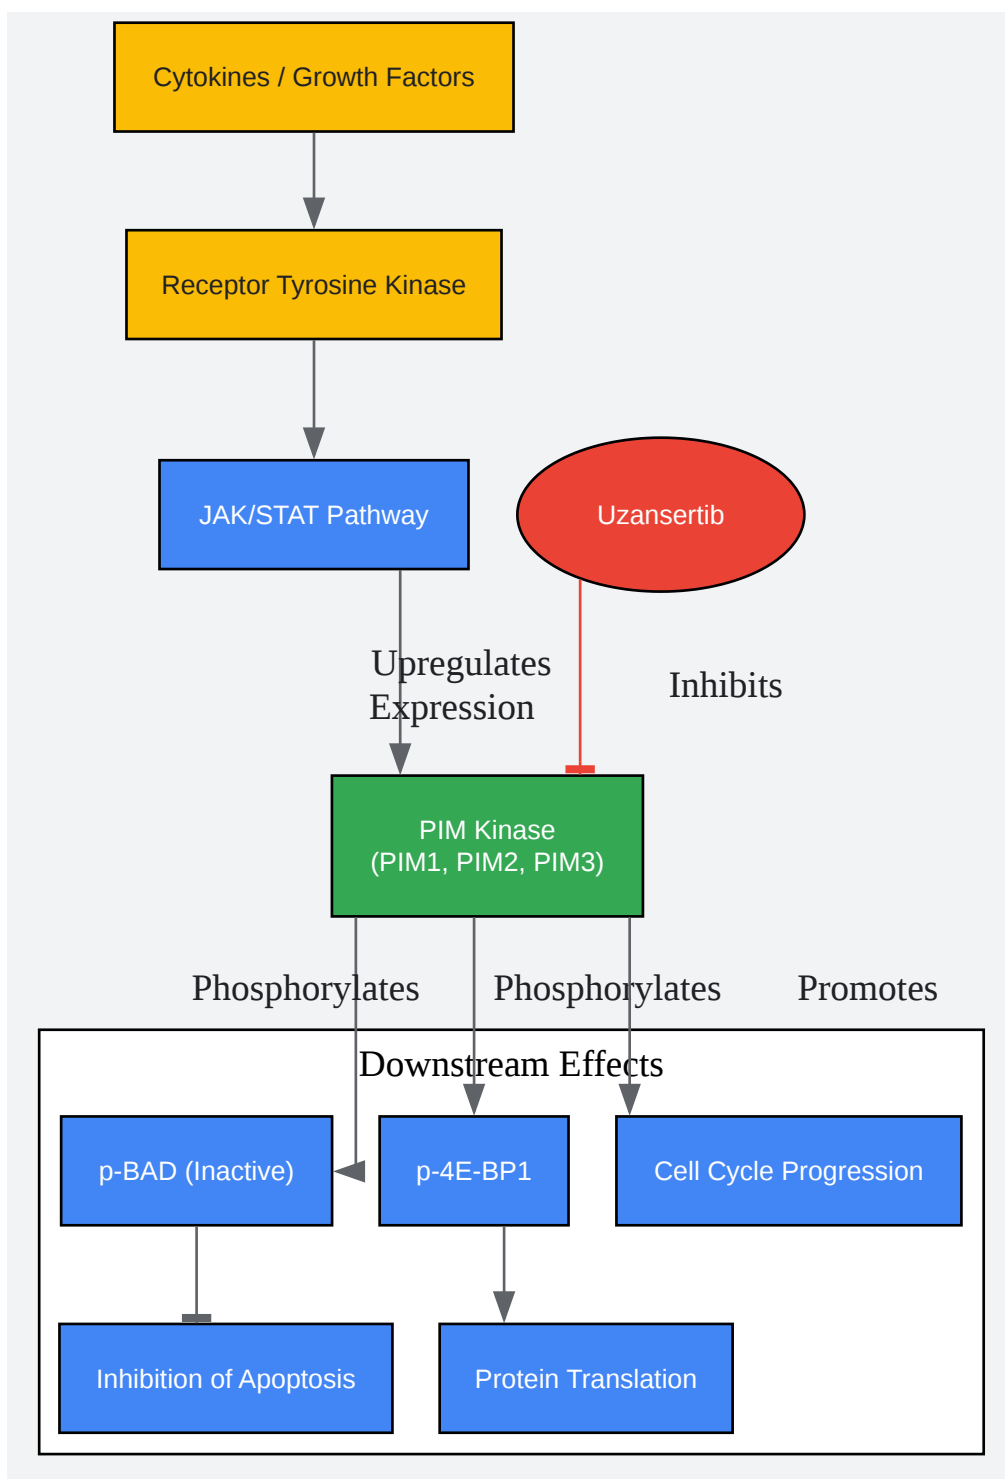 Cytokines / Growth Factors
Receptor Tyrosine Kinase
JAK/STAT Pathway
Uzansertib
Upregulates
Expression
Inhibits
PIM Kinase
(PIM1, PIM2, PIM3)
Phosphorylates
Phosphorylates
Promotes
Downstream Effects
p-BAD (Inactive)
p-4E-BP1
Cell Cycle Progression
Inhibition of Apoptosis
Protein Translation